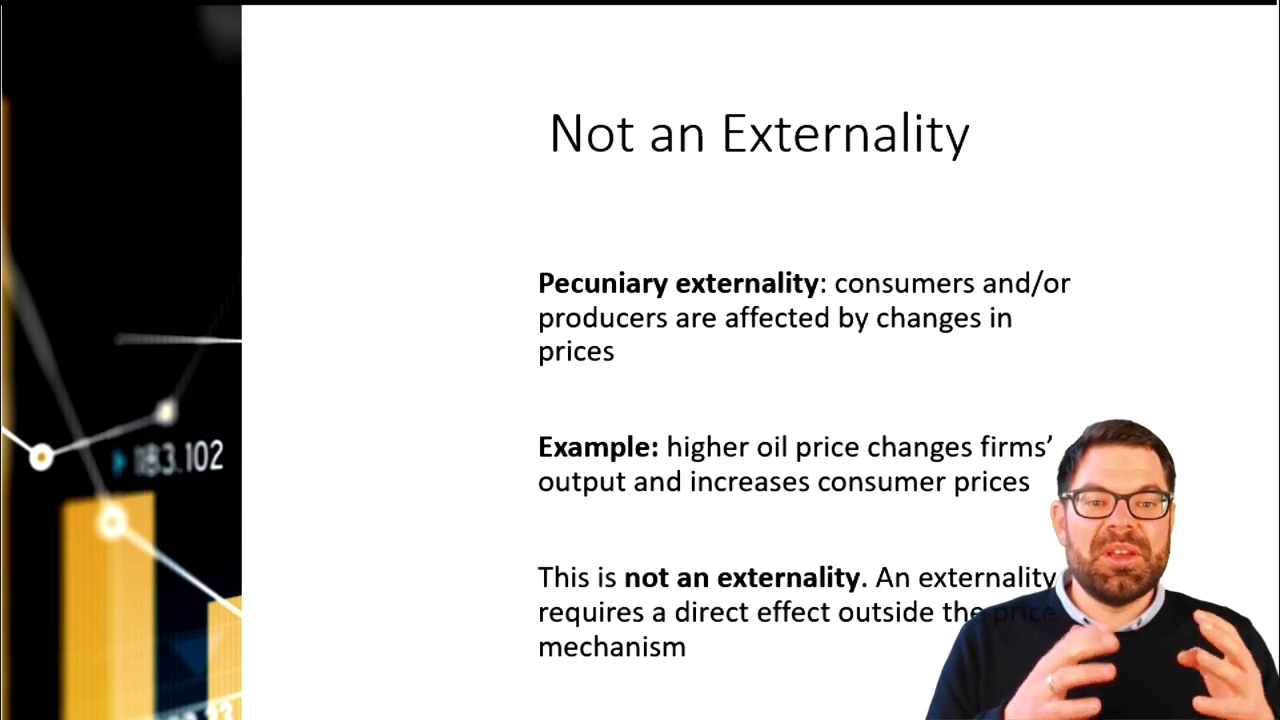 Not an Externality
Pecuniary externality: consumers and/or
producers are affected by changes in
prices
Example: higher oil price changes firms’
output and increases consumer prices
This is not an externality. An externality
requires a direct effect outside the price
mechanism
183.102